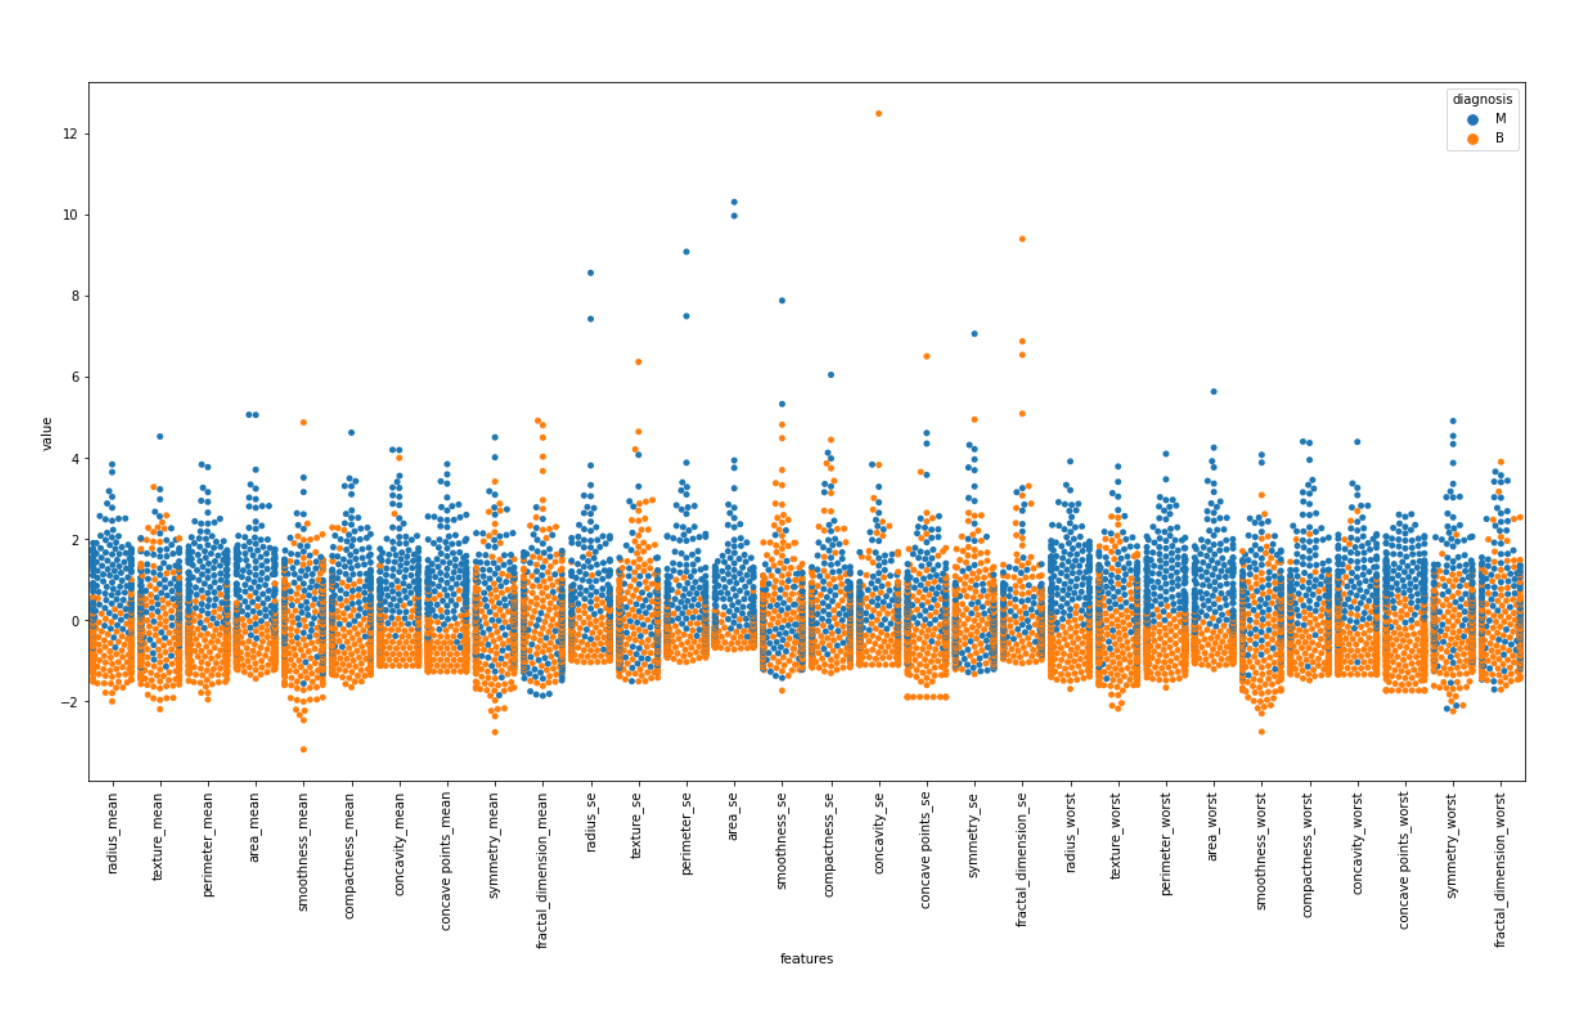 diagnosis
M
B
12
10
8
6
4
2
0
−2
value
radius_mean
texture_mean
perimeter_mean
area_mean
smoothness_mean
compactness_mean
concavity_mean
concave points_mean
symmetry_mean
fractal_dimension_mean
radius_se
texture_se
perimeter_se
area_se
smoothness_se
compactness_se
concavity_se
concave points_se
symmetry_se
fractal_dimension_se
radius_worst
texture_worst
perimeter_worst
area_worst
smoothness_worst
compactness_worst
concavity_worst
concave points_worst
symmetry_worst
fractal_dimension_worst
features